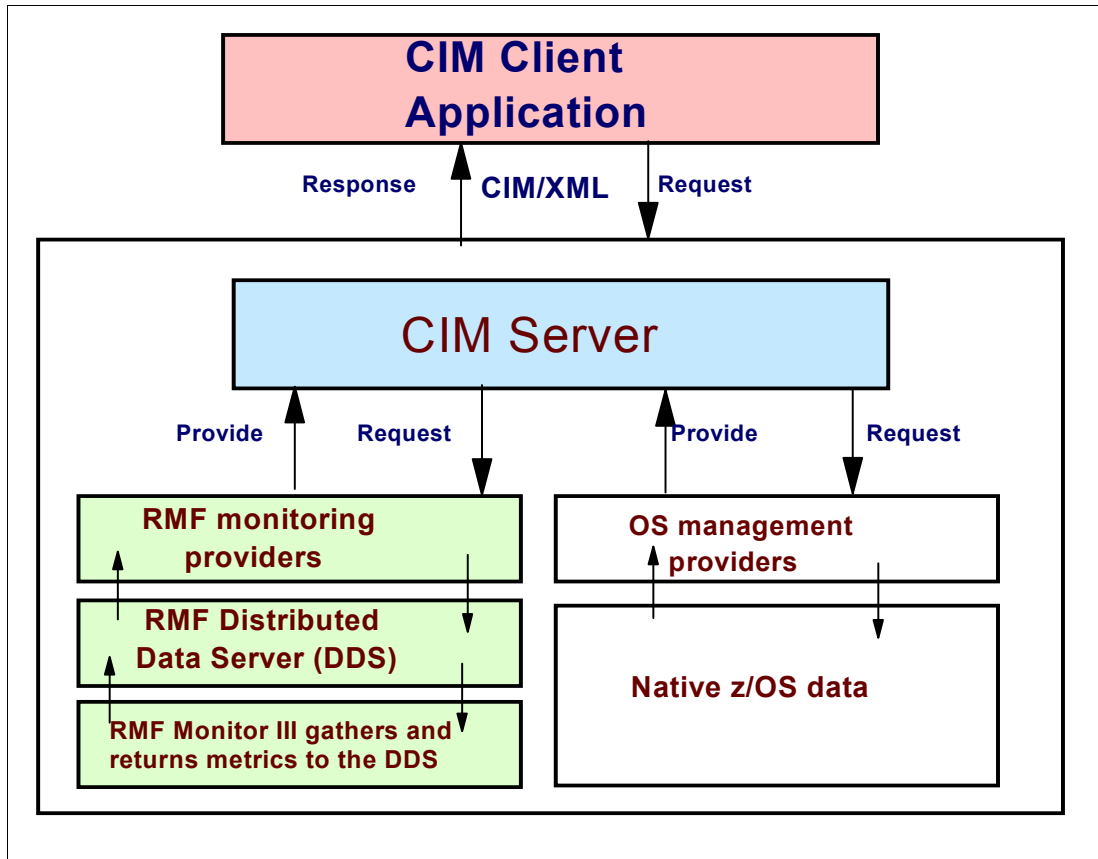 CIM Client
Application
Response
CIM/XML
Request
CIM Server
Provide
Request
Provide
Request
RMF monitoring
providers
OS management
providers
RMF Distributed
Data Server (DDS)
Native z/OS data
RMF Monitor III gathers and
returns metrics to the DDS